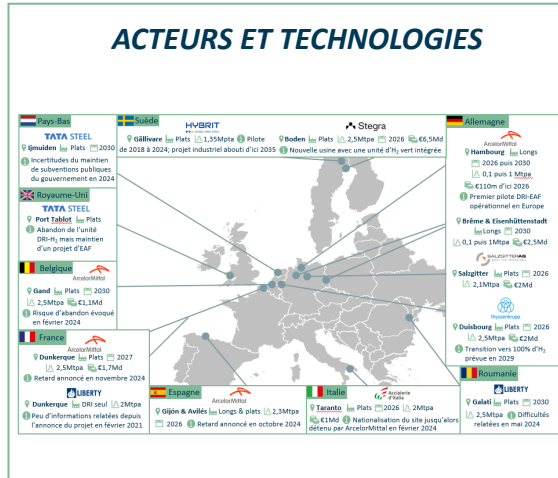 ACTEURS ET TECHNOLOGIES
Pays-Bas
TATA STEEL
Ijmuiden Plats 2030
Incertitudes du maintien
de subventions publiques
du gouvernement en 2024
Royaume-Uni
TATA STEEL
Port Tablot Plats
Abandon de l'unité
DRI-H₂ mais maintien
d'un projet d'EAF
Belgique
ArcelorMittal
Gand Plats 2030
2,5Mtpa €1,1Md
Risque d'abandon évoqué
en février 2024
France
ArcelorMittal
Dunkerque Plats 2027
2,5Mtpa €1,7Md
Retard annoncé en novembre 2024
LIBERTY
Dunkerque DRI seul 2Mtpa
Peu d'informations relatées depuis
l'annonce du projet en février 2021
Suède
HYBRIT
Gällivare Plats 1,35Mpta Pilote
de 2018 à 2024; projet industriel abouti d'ici 2035
Stegra
Boden Plats 2,5Mtpa 2026 €6,5Md
Nouvelle usine avec une unité d'H₂ vert intégrée
Allemagne
ArcelorMittal
Hambourg Longs
2026 puis 2030
0,1 puis 1 Mtpa
€110m d'ici 2026
Premier pilote DRI-EAF
opérationnel en Europe
ArcelorMittal
Brême & Eisenhüttenstadt
Longs 2030
0,1 puis 1Mtpa €2,5Md
SALZGITTERAG
Salzgitter Plats 2026
2,1Mtpa €2Md
thyssenkrupp
Duisbourg Plats 2026
2,5Mtpa €2Md
Transition vers 100% d'H₂
prévue en 2029
Roumanie
LIBERTY
Galati Plats 2030
2,5Mtpa Difficultés
relatées en mai 2024
Espagne
ArcelorMittal
Gijón & Avilés Longs & plats 2,3Mtpa
2026 Retard annoncé en octobre 2024
Italie
Acciaierie
d'Italia
Taranto Plats 2026 2Mtpa
€1Md Nationalisation du site jusqu'alors
détenu par ArcelorMittal en février 2024